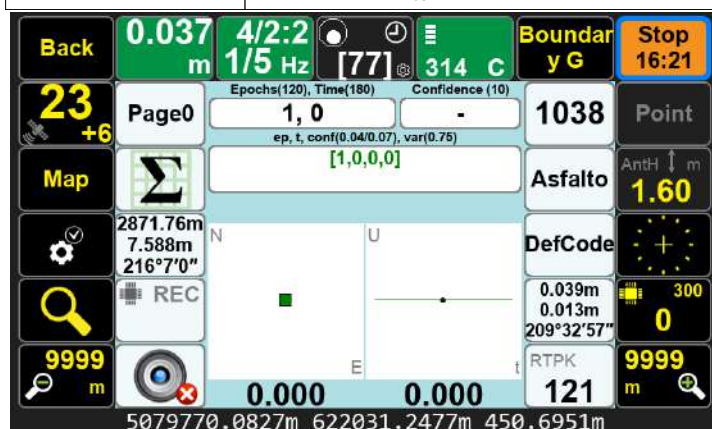 Back
0.037
m
4/2:2
1/5 Hz
[77]
314 C
Boundar
y G
Stop
16:21
23
+6
Page0
Epochs(120), Time(180)
Confidence (10)
1, 0
-
ep, t, conf(0.04/0.07), var(0.75)
1038
Point
Map
Σ
[1,0,0,0]
Asfalto
AntH m
1.60
2871.76m
7.588m
216°7'0"
N
U
DefCode
REC
0.039m
0.013m
209°32'57"
300
0
9999
m
E
t
0.000
0.000
RTPK
121
9999
m
5079770.0827m 622031.2477m 450.6951m